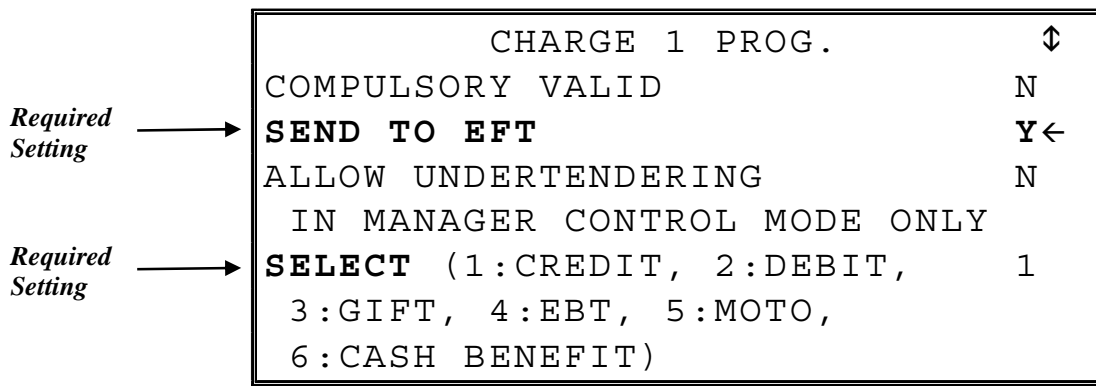 CHARGE 1 PROG. ↕
COMPULSORY VALID N
Required
Setting
SEND TO EFT Y←
ALLOW UNDERTENDERING N
IN MANAGER CONTROL MODE ONLY
Required
Setting
SELECT (1:CREDIT, 2:DEBIT, 1
3:GIFT, 4:EBT, 5:MOTO,
6:CASH BENEFIT)